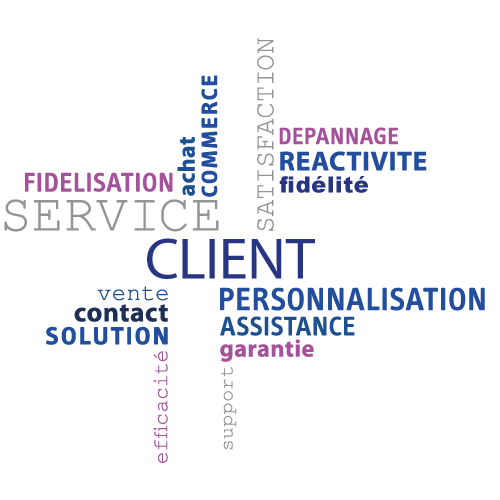 SATISFACTION
COMMERCE
achat
DEPANNAGE
REACTIVITE
fidélité
FIDELISATION
SERVICE
CLIENT
vente
contact
SOLUTION
PERSONNALISATION
ASSISTANCE
garantie
efficacité
support